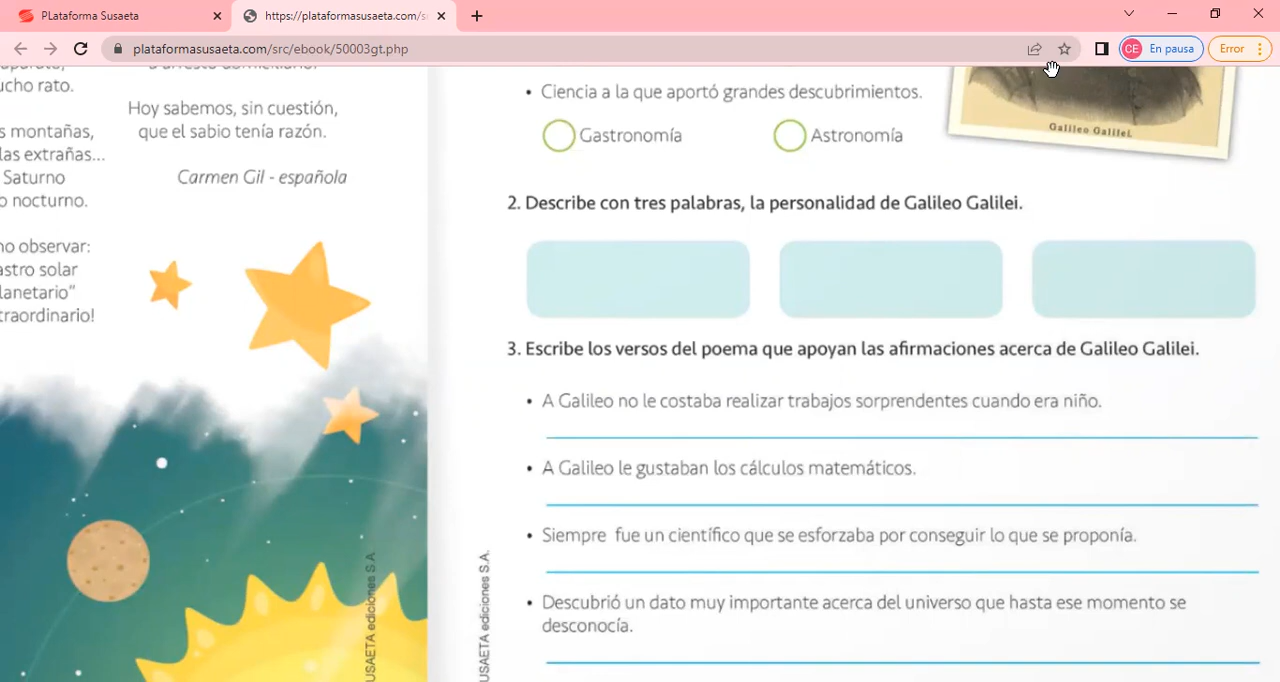 PLataforma Susaeta
https://plataformasusaeta.com/s
plataformasusaeta.com/src/ebook/50003gt.php
CE En pausa
Error
ucho rato.
s montañas,
las extrañas...
Saturno
o nocturno.
no observar:
astro solar
lanetario"
traordinario!
Hoy sabemos, sin cuestión,
que el sabio tenía razón.
Carmen Gil - española
USAETA ediciones S.A
• Ciencia a la que aportó grandes descubrimientos.
Gastronomía
Astronomía
Galileo Galilei.
2. Describe con tres palabras, la personalidad de Galileo Galilei.
3. Escribe los versos del poema que apoyan las afirmaciones acerca de Galileo Galilei.
• A Galileo no le costaba realizar trabajos sorprendentes cuando era niño.
• A Galileo le gustaban los cálculos matemáticos.
• Siempre fue un científico que se esforzaba por conseguir lo que se proponía.
• Descubrió un dato muy importante acerca del universo que hasta ese momento se
desconocía.
USAETA ediciones S.A.